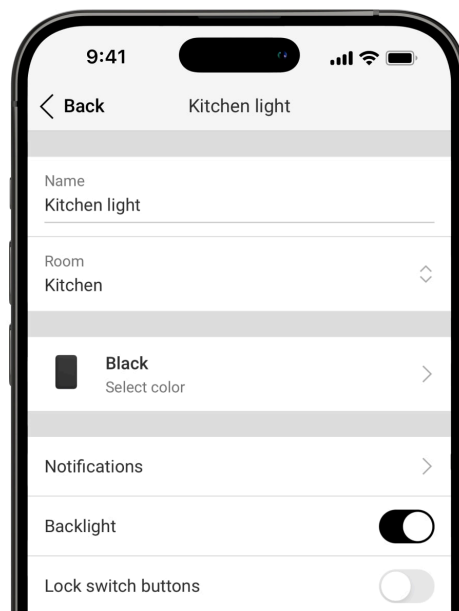 9:41
Back
Kitchen light
Name
Kitchen light
Room
Kitchen
Black
Select color
Notifications
Backlight
Lock switch buttons